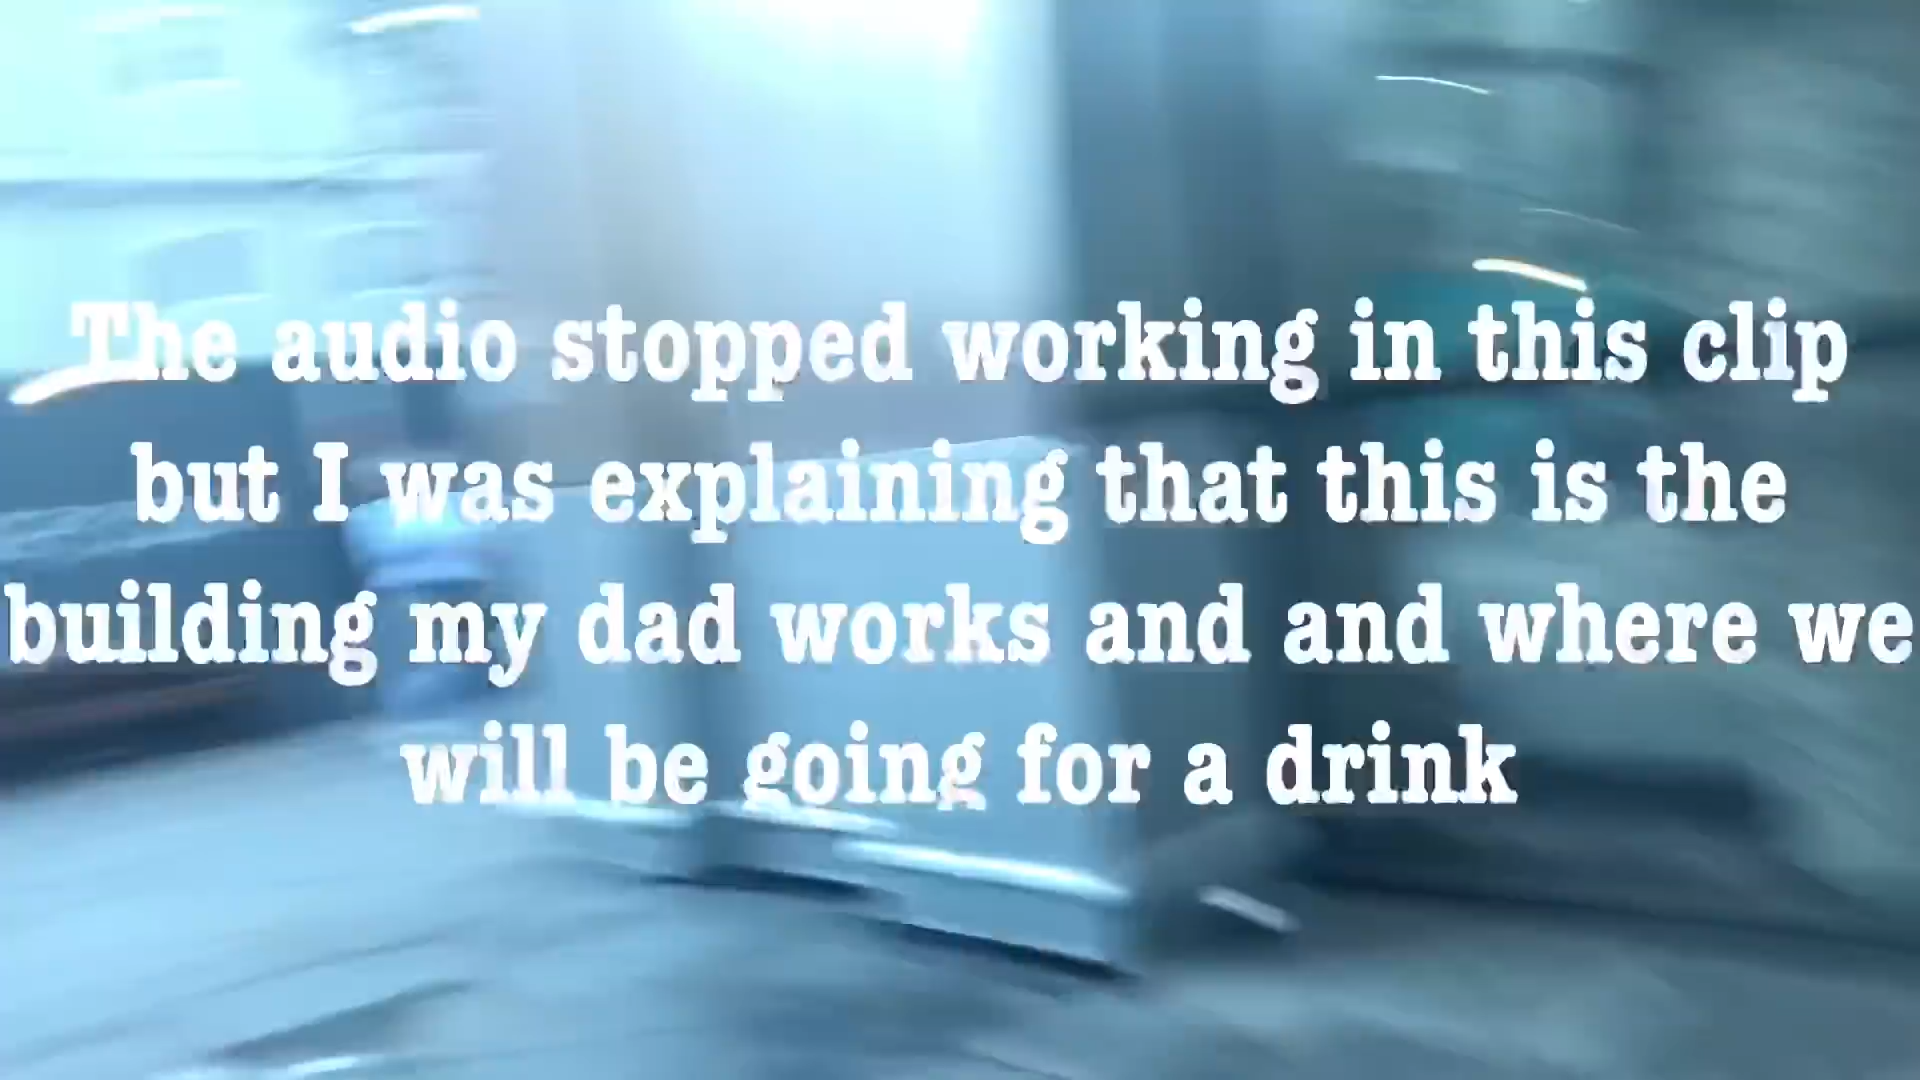 The audio stopped working in this clip
but I was explaining that this is the
building my dad works and and where we
will be going for a drink